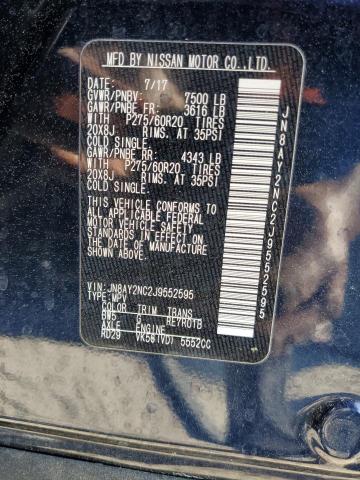 MFD BY NISSAN MOTOR CO.,LTD.
DATE: 7/17
GVWR/PNBV: 7500 LB
GAWR/PNBE FR: 3616 LB
WITH P275/60R20 TIRES
20X8J RIMS. AT 35PSI
COLD SINGLE.
GAWR/PNBE RR: 4343 LB
WITH P275/60R20 TIRES
20X8J RIMS. AT 35PSI
COLD SINGLE.
THIS VEHICLE CONFORMS TO
ALL APPLICABLE FEDERAL
MOTOR VEHICLE SAFETY
STANDARDS IN EFFECT ON
THE DATE OF MANUFACTURE
SHOWN ABOVE.
VIN:JN8AY2NC2J9552595
TYPE:MPV
COLOR TRIM TRANS
BW5 G RE7R01B
AXLE ENGINE
RD29 VK56(VD) 5552CC
JN8AY2NC2J9552595